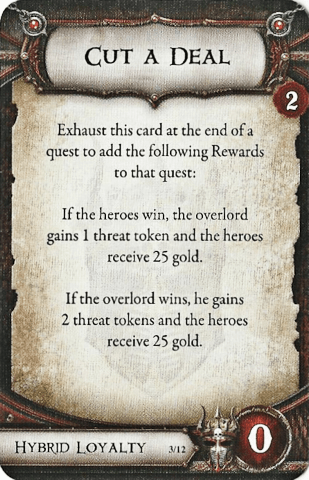 Cut a Deal
2
Exhaust this card at the end of a
quest to add the following Rewards
to that quest:
If the heroes win, the overlord
gains 1 threat token and the heroes
receive 25 gold.
If the overlord wins, he gains
2 threat tokens and the heroes
receive 25 gold.
Hybrid Loyalty 3/12 0